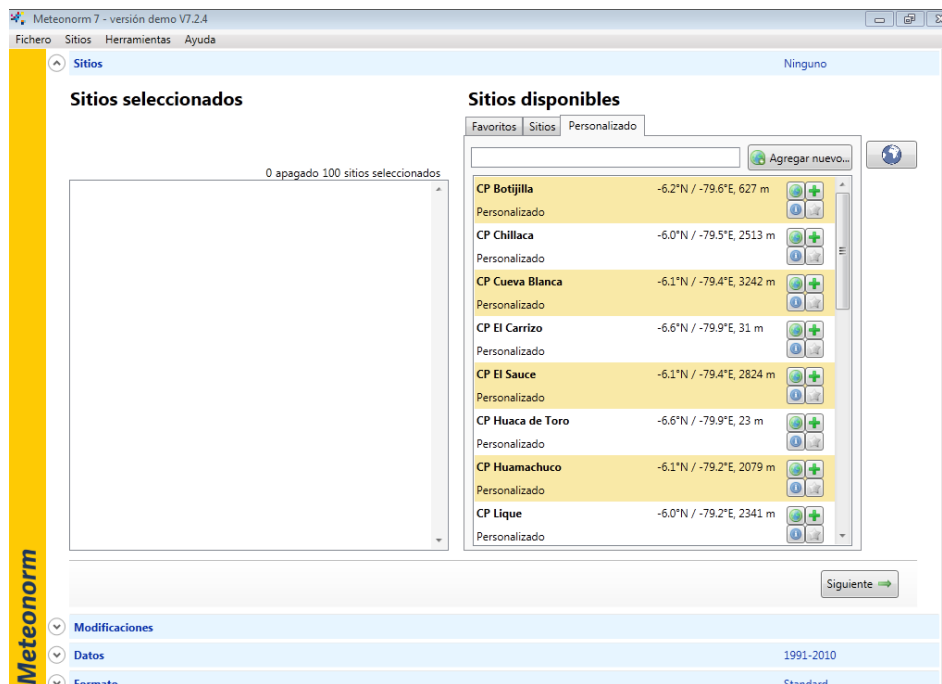 Meteonorm 7 - versión demo V7.2.4
Fichero Sitios Herramientas Ayuda
Sitios Ninguno
Sitios seleccionados
0 apagado 100 sitios seleccionados
Sitios disponibles
Favoritos Sitios Personalizado
Agregar nuevo...
CP Botijilla -6.2°N / -79.6°E, 627 m
Personalizado
CP Chillaca -6.0°N / -79.5°E, 2513 m
Personalizado
CP Cueva Blanca -6.1°N / -79.4°E, 3242 m
Personalizado
CP El Carrizo -6.6°N / -79.9°E, 31 m
Personalizado
CP El Sauce -6.1°N / -79.4°E, 2824 m
Personalizado
CP Huaca de Toro -6.6°N / -79.9°E, 23 m
Personalizado
CP Huamachuco -6.1°N / -79.2°E, 2079 m
Personalizado
CP Lique -6.0°N / -79.2°E, 2341 m
Personalizado
Siguiente
Modificaciones
Datos 1991-2010
Formato Standard
Meteonorm